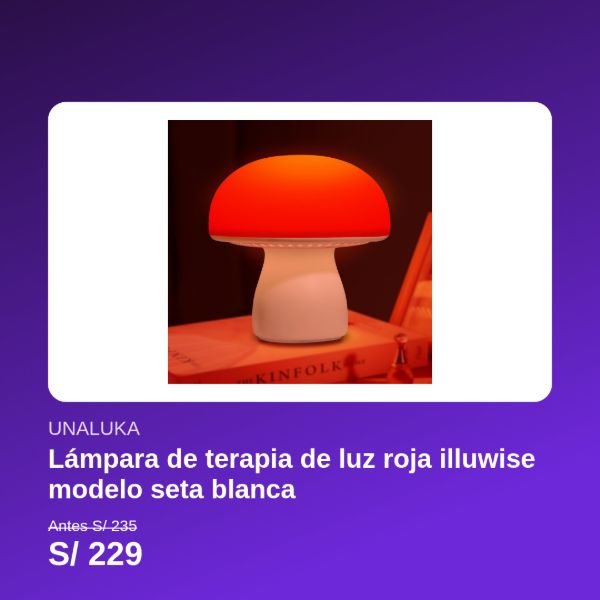 KINFOLK
UNALUKA
Lámpara de terapia de luz roja illuwise
modelo seta blanca
Antes S/ 235
S/ 229